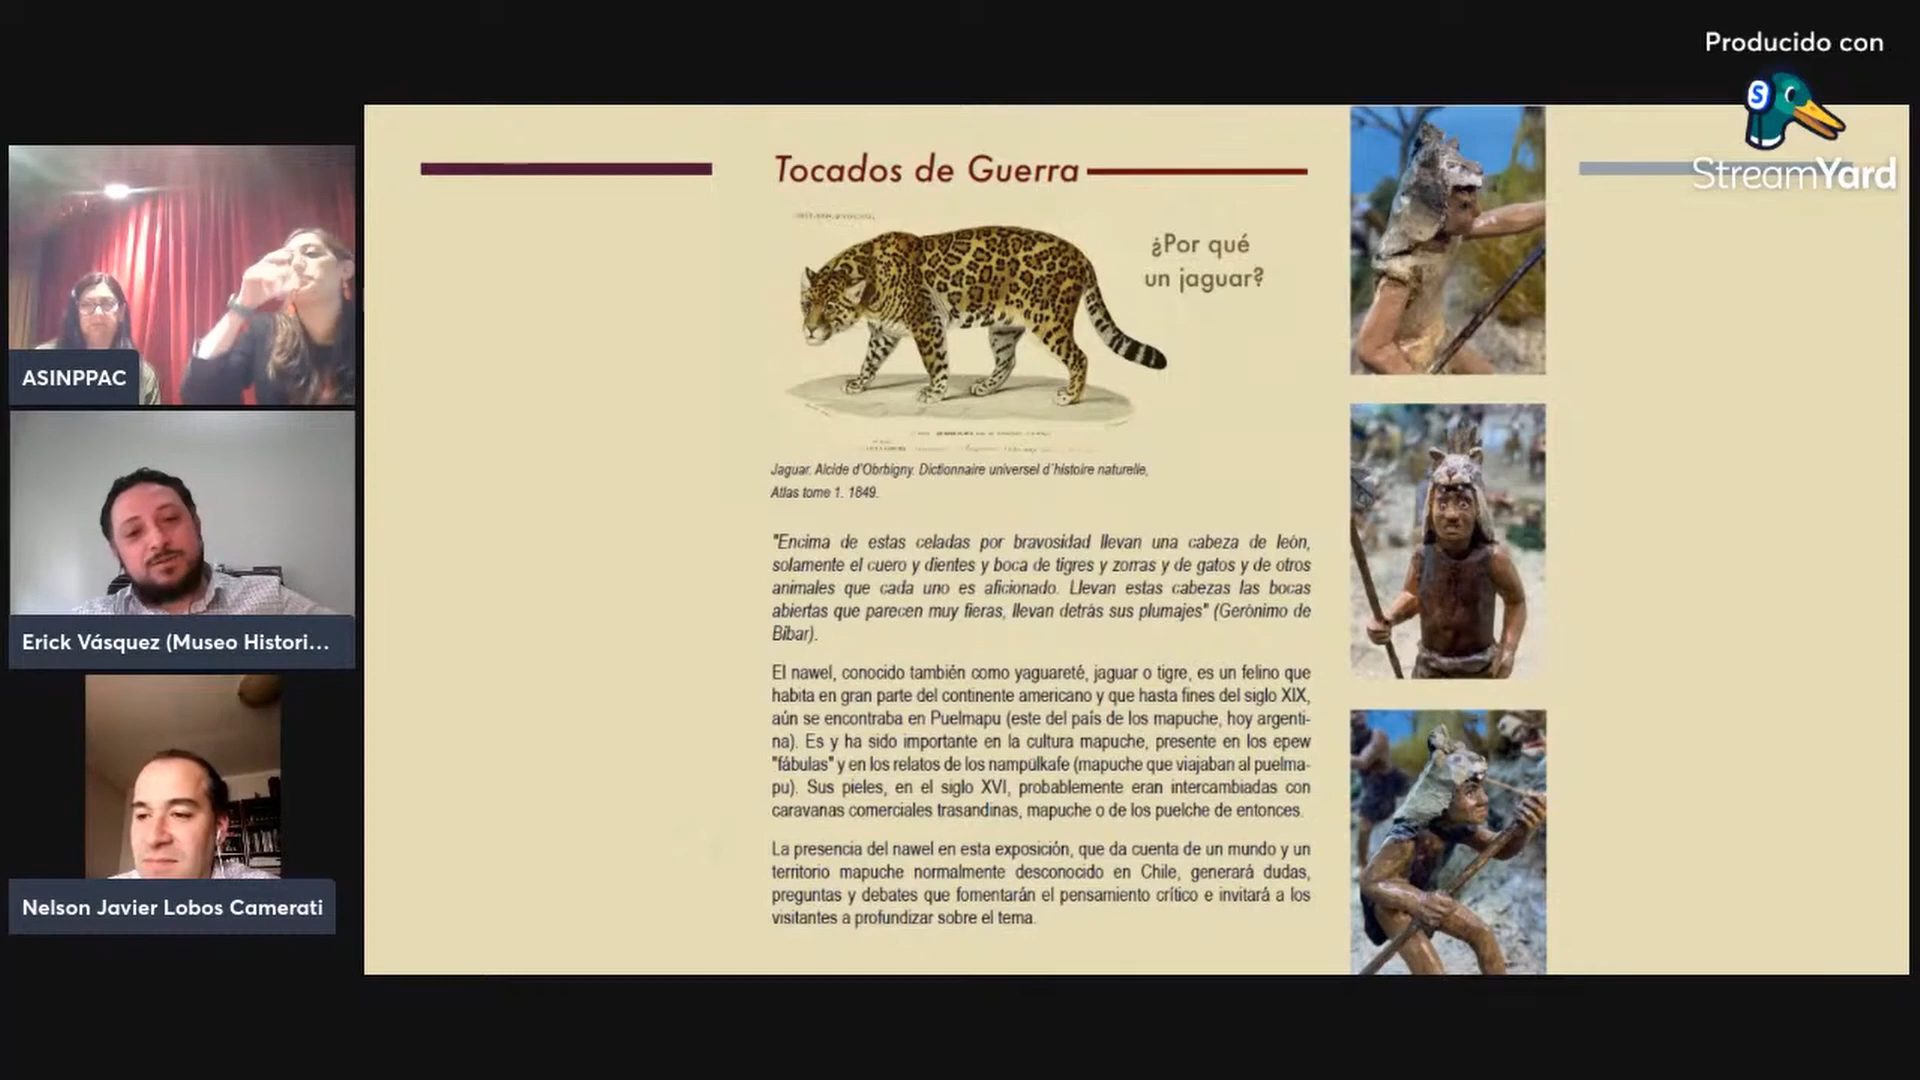 Producido con
StreamYard
ASINPPAC
Erick Vásquez (Museo Histori...
Nelson Javier Lobos Camerati
Tocados de Guerra
¿Por qué
un jaguar?
Jaguar. Alcide d'Obrbigny. Dictionnaire universel d´histoire naturelle,
Atlas tome 1. 1849.
"Encima de estas celadas por bravosidad llevan una cabeza de león,
solamente el cuero y dientes y boca de tigres y zorras y de gatos y de otros
animales que cada uno es aficionado. Llevan estas cabezas las bocas
abiertas que parecen muy fieras, llevan detrás sus plumajes" (Gerónimo de
Bibar).
El nawel, conocido también como yaguareté, jaguar o tigre, es un felino que
habita en gran parte del continente americano y que hasta fines del siglo XIX,
aún se encontraba en Puelmapu (este del país de los mapuche, hoy argenti-
na). Es y ha sido importante en la cultura mapuche, presente en los epew
"fábulas" y en los relatos de los nampülkafe (mapuche que viajaban al puelma-
pu). Sus pieles, en el siglo XVI, probablemente eran intercambiadas con
caravanas comerciales trasandinas, mapuche o de los puelche de entonces.
La presencia del nawel en esta exposición, que da cuenta de un mundo y un
territorio mapuche normalmente desconocido en Chile, generará dudas,
preguntas y debates que fomentarán el pensamiento crítico e invitará a los
visitantes a profundizar sobre el tema.